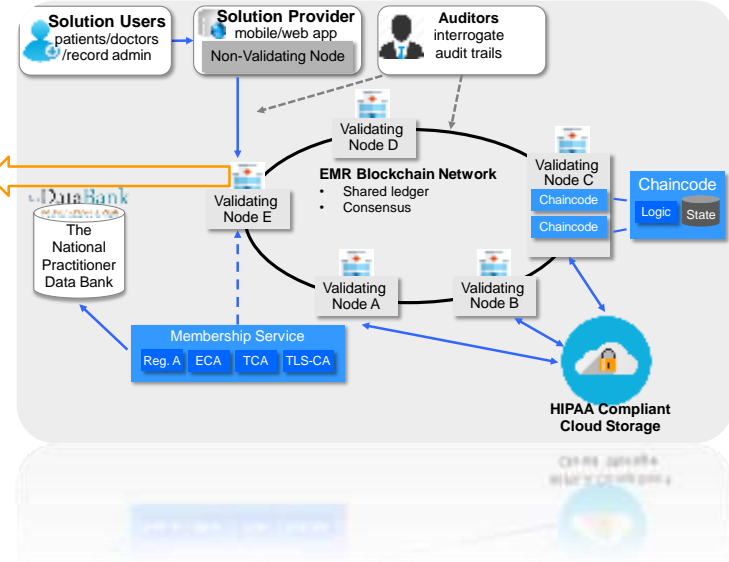 Solution Users
patients/doctors
/record admin
Solution Provider
mobile/web app
Non-Validating Node
Auditors
interrogate
audit trails
Validating
Node D
EMR Blockchain Network
• Shared ledger
• Consensus
Validating
Node C
Chaincode
Chaincode
Chaincode
Logic
State
Validating
Node E
DataBank
The
National
Practitioner
Data Bank
Validating
Node A
Validating
Node B
Membership Service
Reg. A
ECA
TCA
TLS-CA
HIPAA Compliant
Cloud Storage